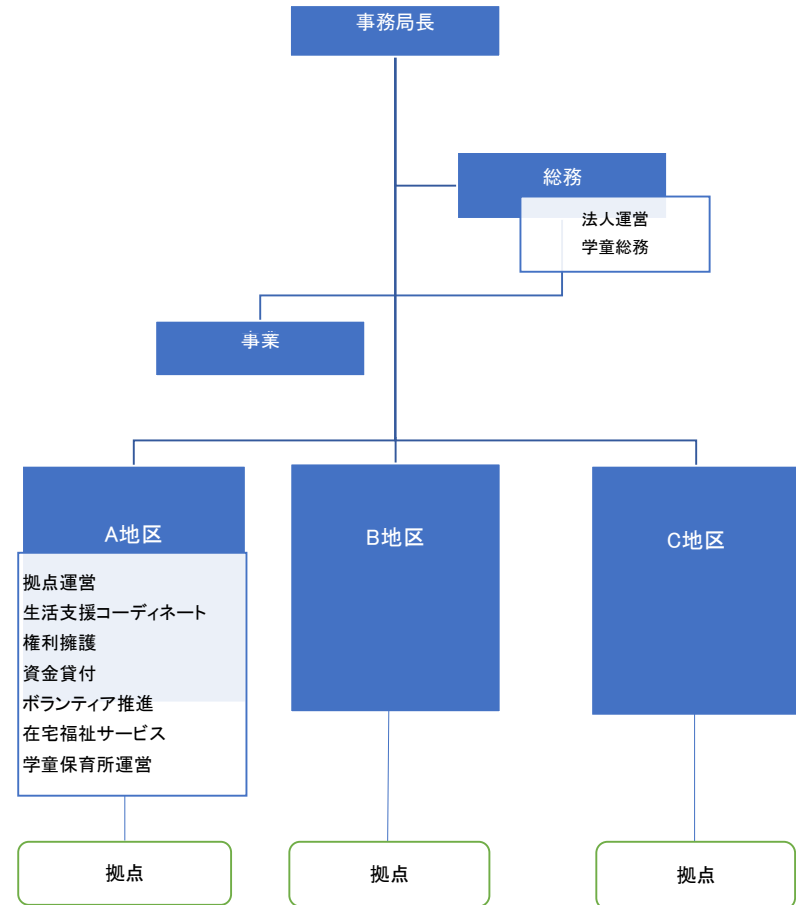 事務局長
総務
法人運営
学童総務
事業
A地区
拠点運営
生活支援コーディネート
権利擁護
資金貸付
ボランティア推進
在宅福祉サービス
学童保育所運営
B地区
C地区
拠点
拠点
拠点